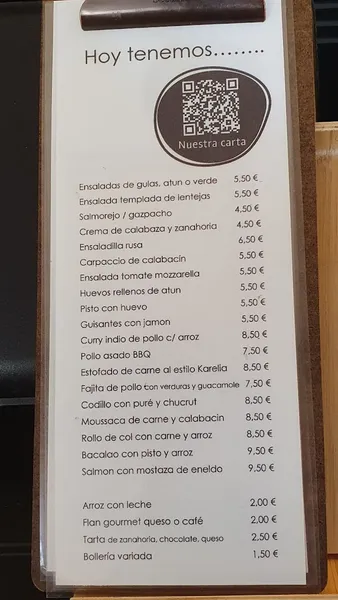 Hoy tenemos........
Nuestra carta
Ensaladas de gulas, atun o verde 5,50 €
Ensalada templada de lentejas 5,50 €
Salmorejo / gazpacho 4,50 €
Crema de calabaza y zanahoria 4,50 €
Ensaladilla rusa 6,50 €
Carpaccio de calabacin 5,50 €
Ensalada tomate mozzarella 5,50 €
Huevos rellenos de atun 5,50 €
Pisto con huevo 5,50 €
Guisantes con jamon 5,50 €
Curry indio de pollo c/ arroz 8,50 €
Pollo asado BBQ 7,50 €
Estofado de carne al estilo Karelia 8,50 €
Fajita de pollo con verduras y guacamole 7,50 €
Codillo con puré y chucrut 8,50 €
Moussaca de carne y calabacin 8,50 €
Rollo de col con carne y arroz 8,50 €
Bacalao con pisto y arroz 9,50 €
Salmon con mostaza de eneldo 9,50 €
Arroz con leche 2,00 €
Flan gourmet queso o café 2,00 €
Tarta de zanahoria, chocolate, queso 2,50 €
Bollería variada 1,50 €